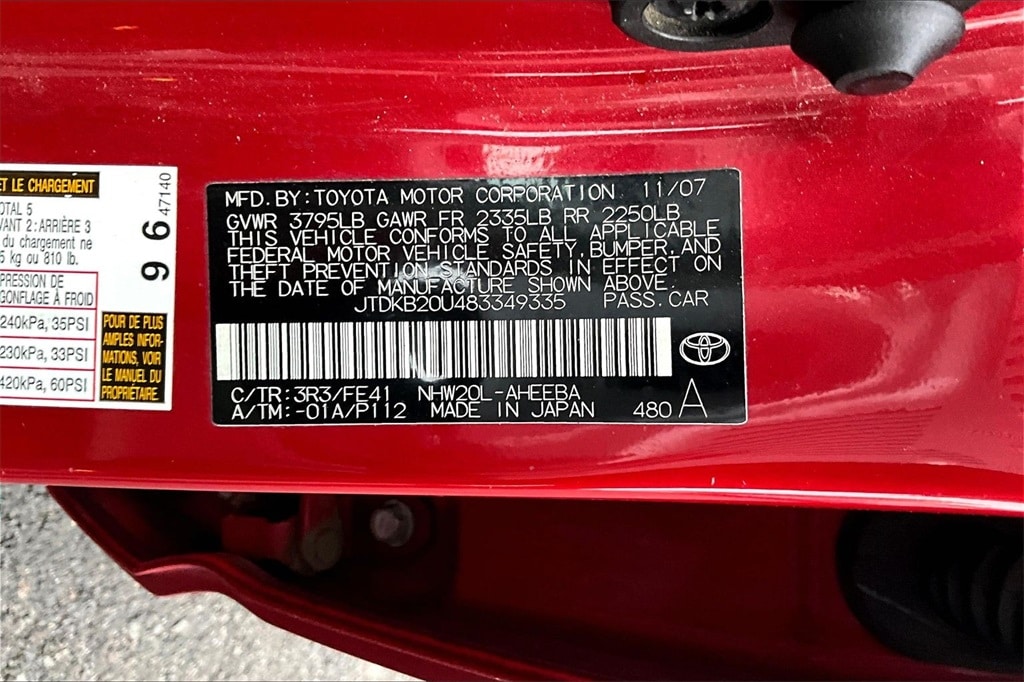 ET LE CHARGEMENT
OTAL 5
VANT 2: ARRIÈRE 3
du chargement ne
5 kg ou 810 lb.
PRESSION DE
GONFLAGE À FROID
240kPa, 35PSI
230kPa, 33PSI
420kPa, 60PSI
47140
96
POUR DE PLUS
AMPLES INFOR-
MATIONS, VOIR
LE MANUEL DU
PROPRIÉTAIRE.
MFD. BY: TOYOTA MOTOR CORPORATION 11/07
GVWR 3795LB GAWR FR 2335LB RR 2250LB
THIS VEHICLE CONFORMS TO ALL APPLICABLE
FEDERAL MOTOR VEHICLE SAFETY, BUMPER, AND
THEFT PREVENTION STANDARDS IN EFFECT ON
THE DATE OF MANUFACTURE SHOWN ABOVE.
JTDKB20U483349335 PASS. CAR
C/TR: 3R3/FE41 NHW20L-AHEEBA
A/TM: -01A/P112 MADE IN JAPAN 480 A